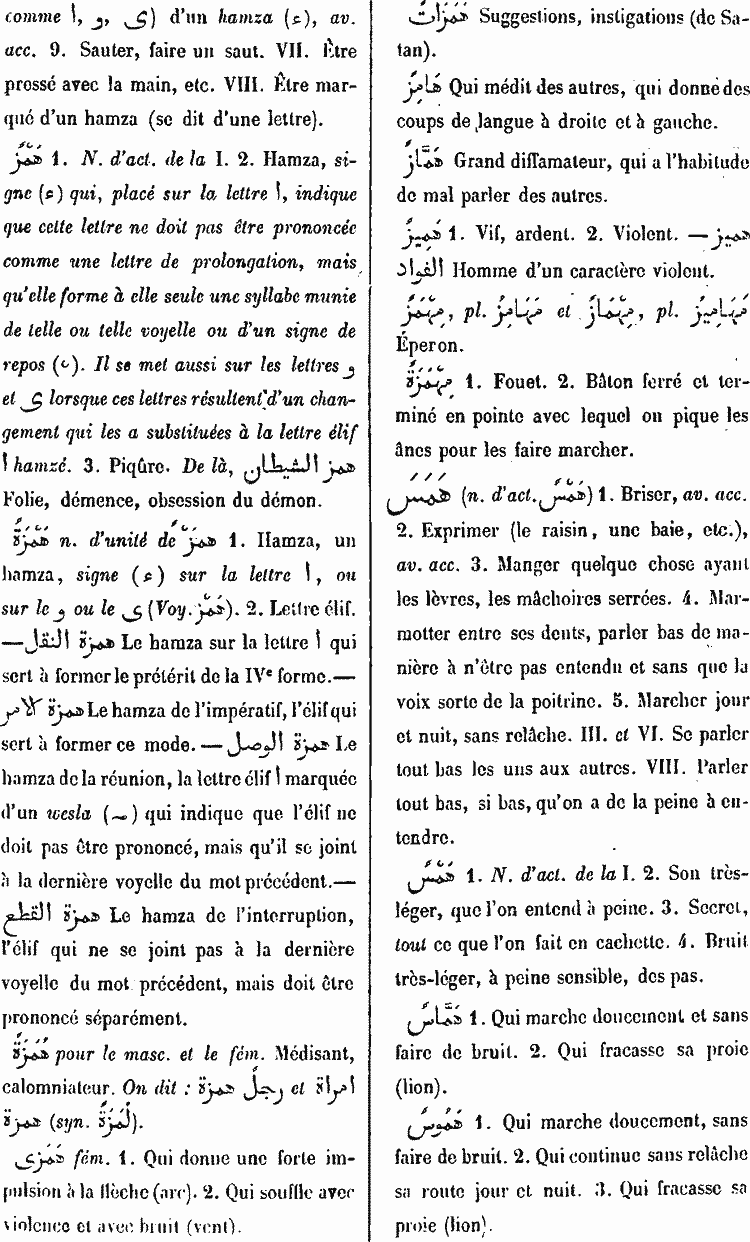 comme ا, و, ى) d'un hamza (ء), av.
acc. 9. Sauter, faire un saut. VII. Être
pressé avec la main, etc. VIII. Être mar-
qué d'un hamza (se dit d'une lettre).
هَمْزٌ 1. N. d'act. de la I. 2. Hamza, si-
gne (ء) qui, placé sur la lettre ا, indique
que cette lettre ne doit pas être prononcée
comme une lettre de prolongation, mais
qu'elle forme à elle seule une syllabe munie
de telle ou telle voyelle ou d'un signe de
repos (ْ). Il se met aussi sur les lettres و
et ى lorsque ces lettres résultent d'un chan-
gement qui les a substituées à la lettre élif
أ hamzé. 3. Piqûre. De là, همز الشيطان
Folie, démence, obsession du démon.
هَمْزَةٌ n. d'unité de هَمْزٌ 1. Hamza, un
hamza, signe (ء) sur la lettre ا, ou
sur le و ou le ى (Voy. هَمْزٌ). 2. Lettre élif.
— همزة النقل Le hamza sur la lettre أ qui
sert à former le prétérit de la IVe forme.—
همزة الامر Le hamza de l'impératif, l'élif qui
sert à former ce mode. — همزة الوصل Le
hamza de la réunion, la lettre élif أ marquée
d'un wesla (~) qui indique que l'élif ne
doit pas être prononcé, mais qu'il se joint
à la dernière voyelle du mot précédent.—
همزة القطع Le hamza de l'interruption,
l'élif qui ne se joint pas à la dernière
voyelle du mot précédent, mais doit être
prononcé séparément.
هُمَزَةٌ pour le masc. et le fém. Médisant,
calomniateur. On dit : رجلٌ همزة et امراة
همزة (syn. لُمَزَةٌ).
هَمَزَى fém. 1. Qui donne une forte im-
pulsion à la flèche (arc). 2. Qui souffle avec
violence et avec bruit (vent).
هَمَزَاتٌ Suggestions, instigations (de Sa-
tan).
هَامِزٌ Qui médit des autres, qui donne des
coups de langue à droite et à gauche.
هَمَّازٌ Grand diffamateur, qui a l'habitude
de mal parler des autres.
هَمِيزٌ 1. Vif, ardent. 2. Violent. — هميز
الفواد Homme d'un caractère violent.
مِهْمَزٌ, pl. مَهَامِزُ et مِهْمَازٌ, pl. مَهَامِيزُ
Éperon.
مِهْمَزَةٌ 1. Fouet. 2. Bâton ferré et ter-
miné en pointe avec lequel on pique les
ânes pour les faire marcher.
هَمَسَ (n. d'act. هَمْسٌ) 1. Briser, av. acc.
2. Exprimer (le raisin, une baie, etc.),
av. acc. 3. Manger quelque chose ayant
les lèvres, les mâchoires serrées. 4. Mar-
motter entre ses dents, parler bas de ma-
nière à n'être pas entendu et sans que la
voix sorte de la poitrine. 5. Marcher jour
et nuit, sans relâche. III. et VI. Se parler
tout bas les uns aux autres. VIII. Parler
tout bas, si bas, qu'on a de la peine à en-
tendre.
هَمْسٌ 1. N. d'act. de la I. 2. Son très-
léger, que l'on entend à peine. 3. Secret,
tout ce que l'on fait en cachette. 4. Bruit
très-léger, à peine sensible, des pas.
هَمَّاسٌ 1. Qui marche doucement et sans
faire de bruit. 2. Qui fracasse sa proie
(lion).
هَمُوسٌ 1. Qui marche doucement, sans
faire de bruit. 2. Qui continue sans relâche
sa route jour et nuit. 3. Qui fracasse sa
proie (lion).